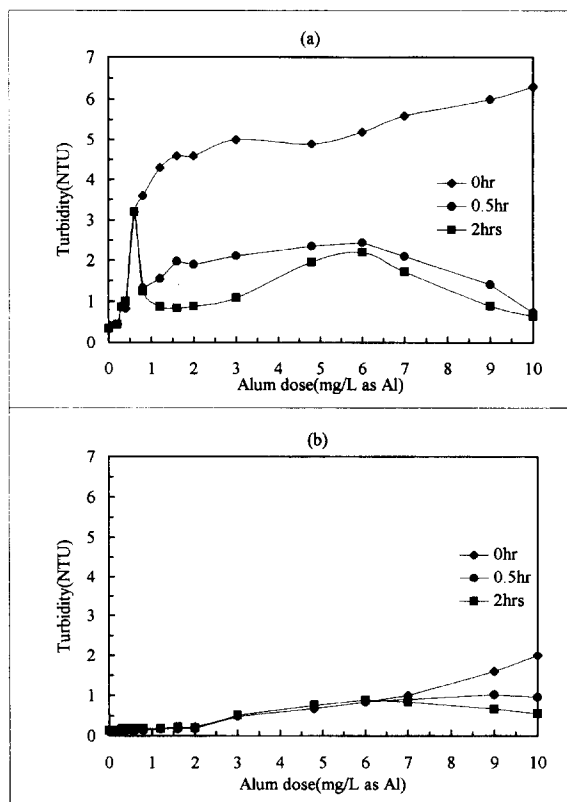 (a)
7
6
5
4
3
2
1
0
Turbidity(NTU)
0hr
0.5hr
2hrs
0 1 2 3 4 5 6 7 8 9 10
Alum dose(mg/L as Al)
(b)
7
6
5
4
3
2
1
0
Turbidity(NTU)
0hr
0.5hr
2hrs
0 1 2 3 4 5 6 7 8 9 10
Alum dose(mg/L as Al)